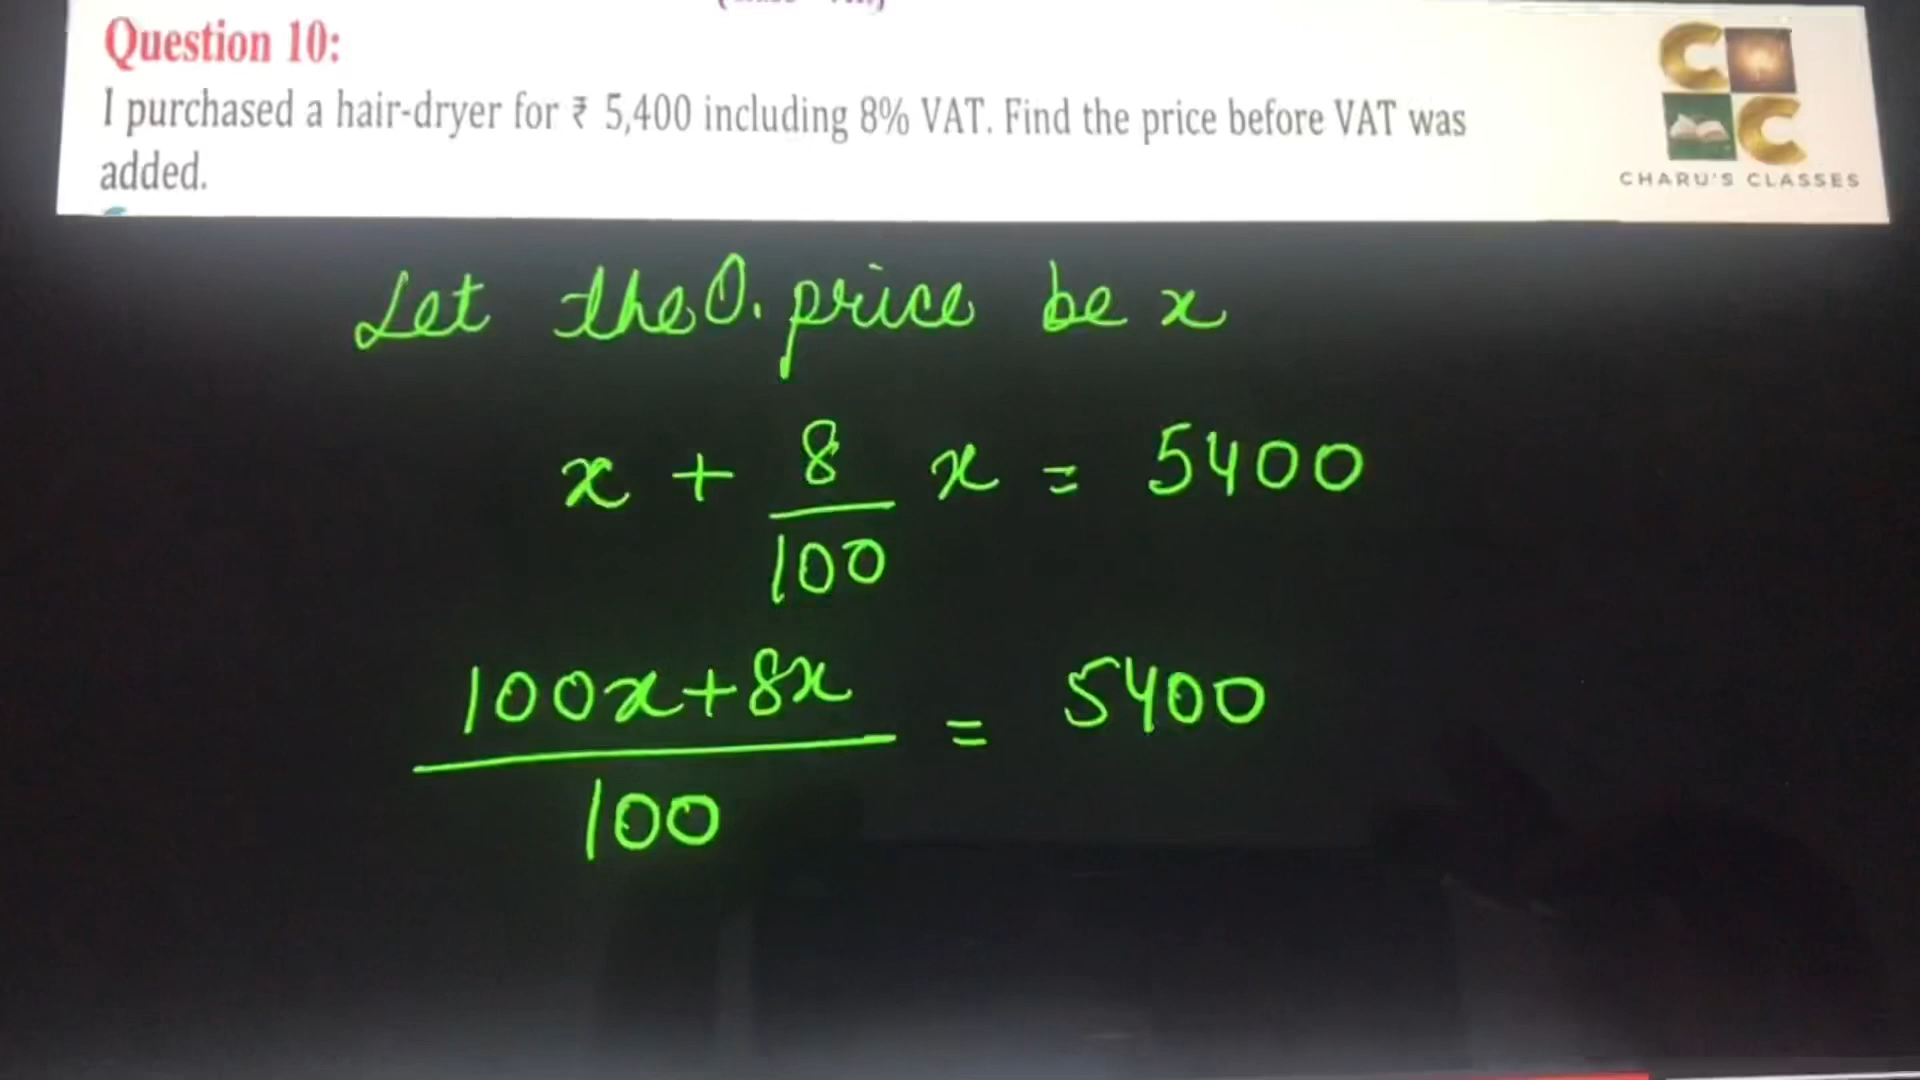 Question 10:
I purchased a hair-dryer for ₹ 5,400 including 8% VAT. Find the price before VAT was
added.
CHARU'S CLASSES
Let the O. price be x
x + 8/100 x = 5400
100x+8x/100 = 5400